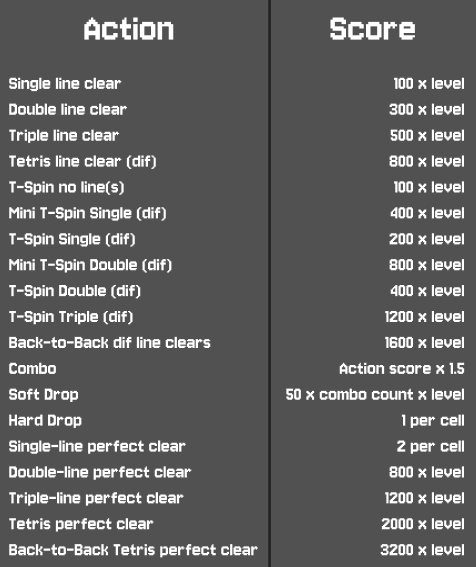 Action Score
Single line clear 100 x level
Double line clear 300 x level
Triple line clear 500 x level
Tetris line clear (dif) 800 x level
T-Spin no line(s) 100 x level
Mini T-Spin Single (dif) 400 x level
T-Spin Single (dif) 200 x level
Mini T-Spin Double (dif) 800 x level
T-Spin Double (dif) 400 x level
T-Spin Triple (dif) 1200 x level
Back-to-Back dif line clears 1600 x level
Combo Action score x 1.5
Soft Drop 50 x combo count x level
Hard Drop 1 per cell
Single-line perfect clear 2 per cell
Double-line perfect clear 800 x level
Triple-line perfect clear 1200 x level
Tetris perfect clear 2000 x level
Back-to-Back Tetris perfect clear 3200 x level